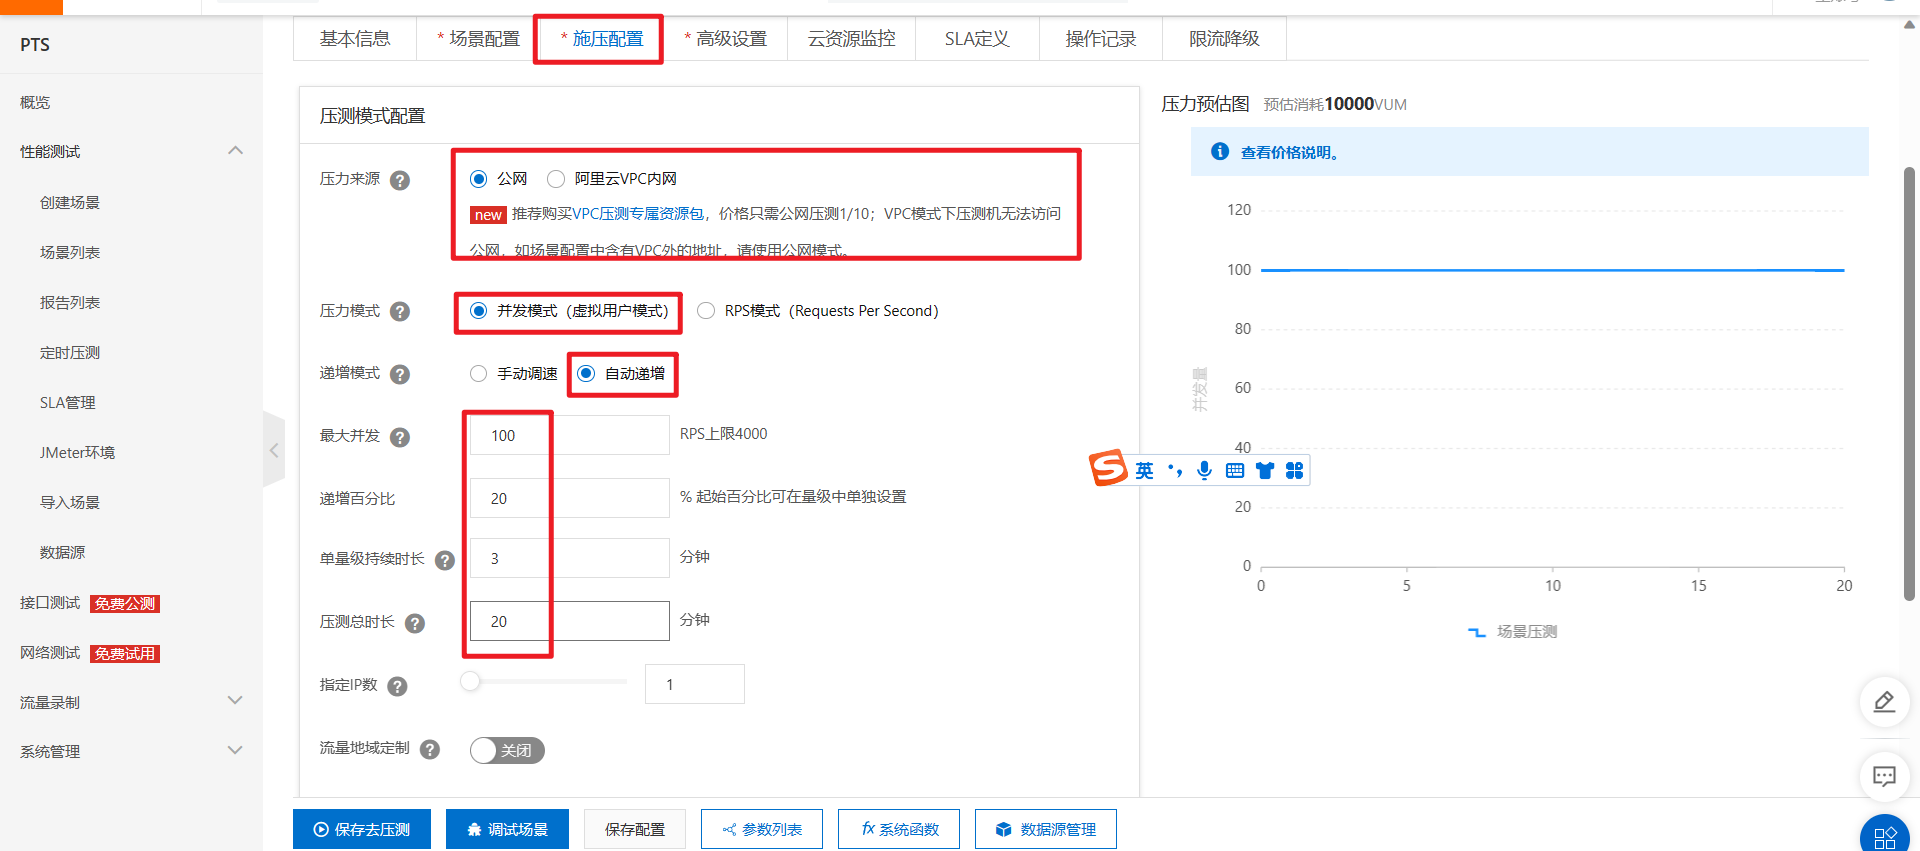 PTS
概览
性能测试
创建场景
场景列表
报告列表
定时压测
SLA管理
JMeter环境
导入场景
数据源
接口测试 免费公测
网络测试 免费试用
流量录制
系统管理
基本信息
* 场景配置
* 施压配置
* 高级设置
云资源监控
SLA定义
操作记录
限流降级
压测模式配置
压力来源 ?
公网 阿里云VPC内网
new 推荐购买VPC压测专属资源包，价格只需公网压测1/10；VPC模式下压测机无法访问
公网，如场景配置中含有VPC外的地址，请使用公网模式。
压力模式 ?
并发模式（虚拟用户模式） RPS模式（Requests Per Second）
递增模式 ?
手动调速 自动递增
最大并发 ? 100 RPS上限4000
递增百分比 20 % 起始百分比可在量级中单独设置
单量级持续时长 ? 3 分钟
压测总时长 ? 20 分钟
指定IP数 ? 1
流量地域定制 ? 关闭
保存去压测
调试场景
保存配置
参数列表
fx 系统函数
数据源管理
压力预估图 预估消耗10000VUM
查看价格说明。
120
100
80
60
40
20
0
并发量
0 5 10 15 20
场景压测
S 英